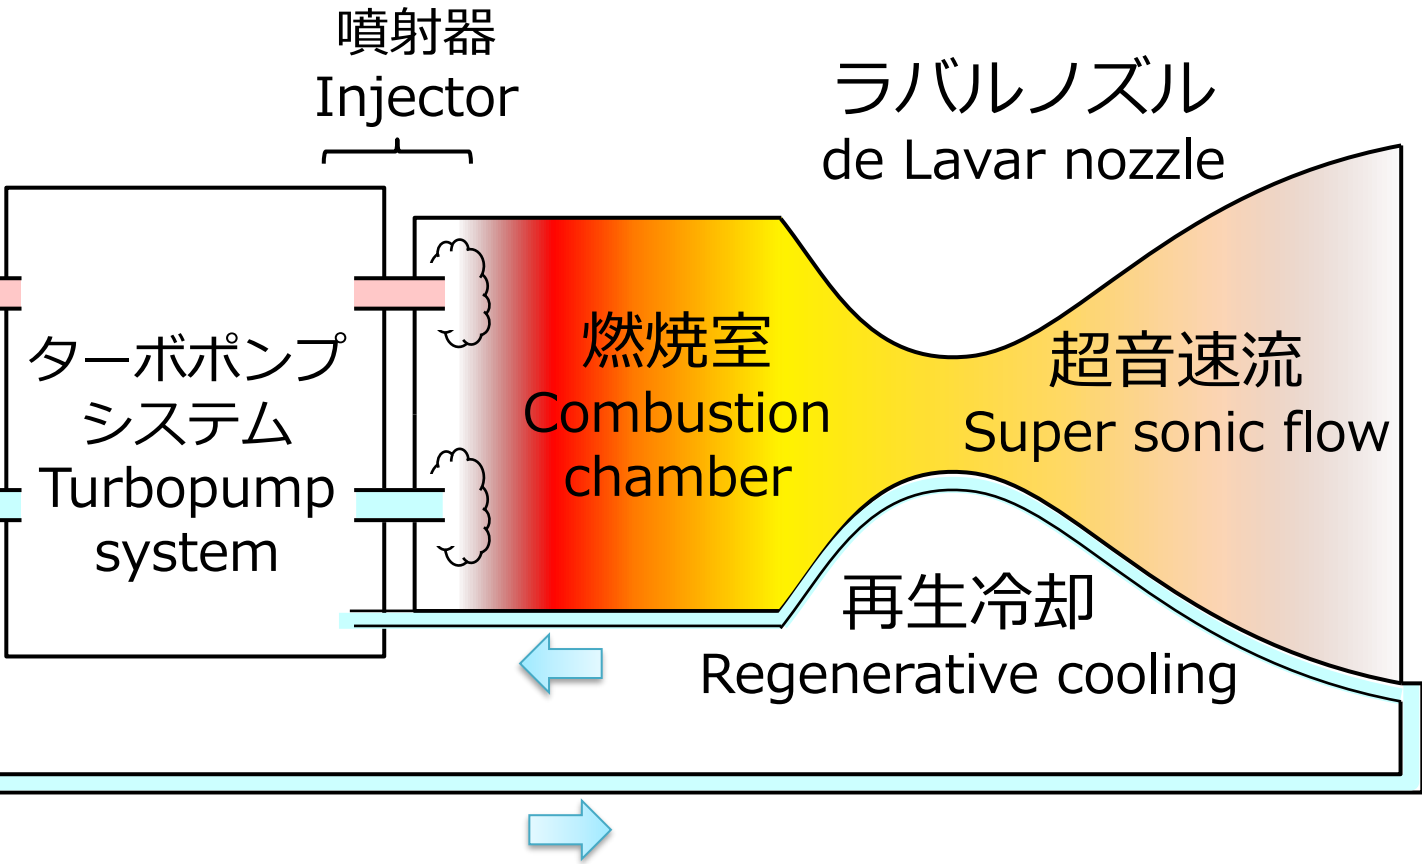 噴射器
Injector
ラバルノズル
de Lavar nozzle
ターボポンプ
システム
Turbopump
system
燃焼室
Combustion
chamber
超音速流
Super sonic flow
再生冷却
Regenerative cooling